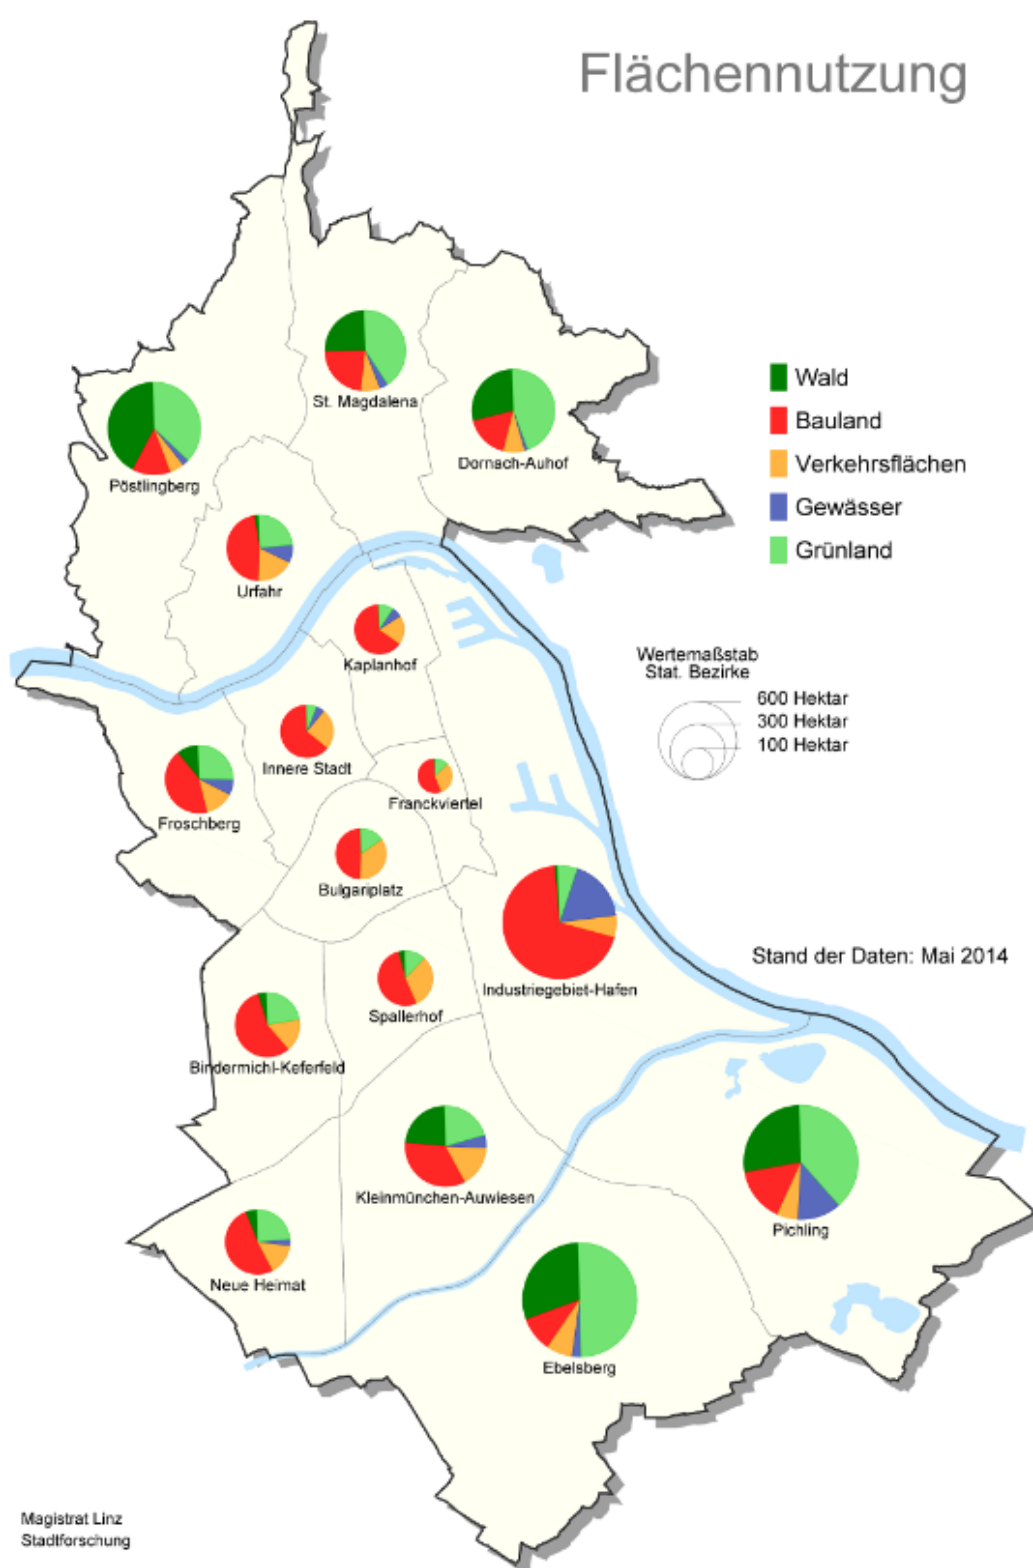 Flächennutzung
St. Magdalena
Dornach-Auhof
Pöstlingberg
Wald
Bauland
Verkehrsflächen
Gewässer
Grünland
Urfahr
Kaplanhof
Wertemaßstab
Stat. Bezirke
600 Hektar
300 Hektar
100 Hektar
Innere Stadt
Franckviertel
Froschberg
Bulgariplatz
Stand der Daten: Mai 2014
Industriegebiet-Hafen
Spallerhof
Bindermichl-Keferfeld
Kleinmünchen-Auwiesen
Pichling
Neue Heimat
Ebelsberg
Magistrat Linz
Stadtforschung